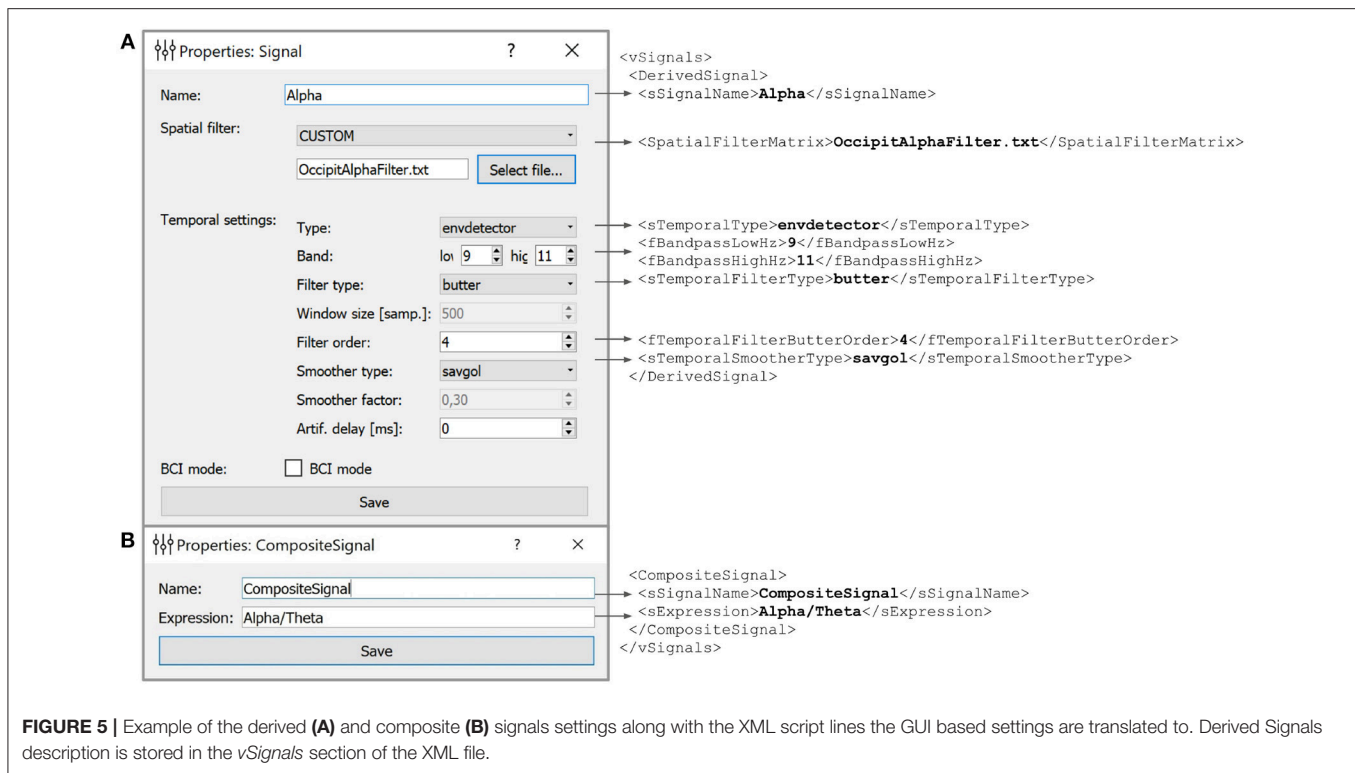 A
Properties: Signal ? ×
<vSignals>
<DerivedSignal>
Name: Alpha
<sSignalName>Alpha</sSignalName>
Spatial filter: CUSTOM
<SpatialFilterMatrix>OccipitAlphaFilter.txt</SpatialFilterMatrix>
OccipitAlphaFilter.txt Select file...
Temporal settings: Type: envdetector
<sTemporalType>envdetector</sTemporalType>
Band: lov 9 hig 11
<fBandpassLowHz>9</fBandpassLowHz>
<fBandpassHighHz>11</fBandpassHighHz>
Filter type: butter
<sTemporalFilterType>butter</sTemporalFilterType>
Window size [samp.]: 500
Filter order: 4
<fTemporalFilterButterOrder>4</fTemporalFilterButterOrder>
Smoother type: savgol
<sTemporalSmootherType>savgol</sTemporalSmootherType>
</DerivedSignal>
Smoother factor: 0,30
Artif. delay [ms]: 0
BCI mode: BCI mode
Save
B
Properties: CompositeSignal ? ×
<CompositeSignal>
Name: CompositeSignal
<sSignalName>CompositeSignal</sSignalName>
Expression: Alpha/Theta
<sExpression>Alpha/Theta</sExpression>
</CompositeSignal>
Save
</vSignals>
FIGURE 5 | Example of the derived (A) and composite (B) signals settings along with the XML script lines the GUI based settings are translated to. Derived Signals
description is stored in the vSignals section of the XML file.